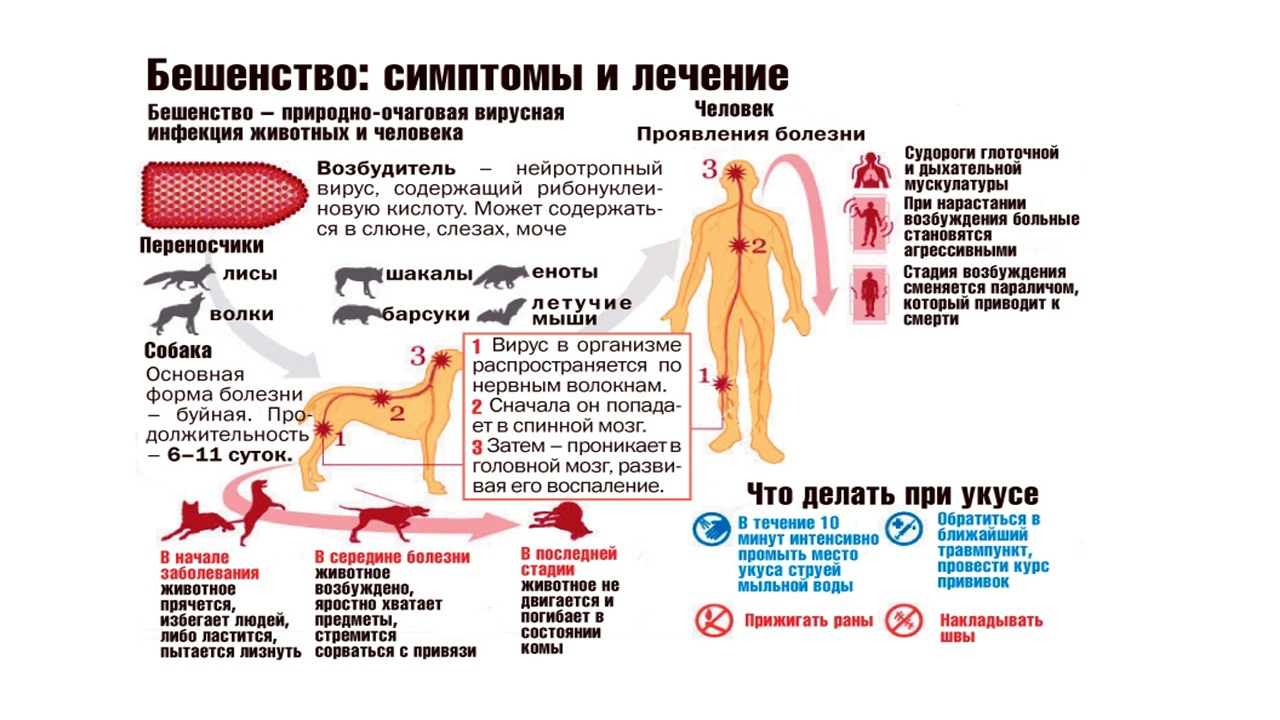 Бешенство: симптомы и лечение
Бешенство – природно-очаговая вирусная
инфекция животных и человека
Возбудитель – нейротропный
вирус, содержащий рибонуклеи-
новую кислоту. Может содержать-
ся в слюне, слезах, моче
Переносчики
лисы
шакалы
еноты
волки
барсуки
летучие
мыши
Собака
Основная
форма болезни
– буйная. Про-
должительность
– 6–11 суток.
3
2
1
1 Вирус в организме
распространяется по
нервным волокнам.
2 Сначала он попада-
ет в спинной мозг.
3 Затем – проникает в
головной мозг, разви-
вая его воспаление.
В начале
заболевания
животное
прячется,
избегает людей,
либо ластится,
пытается лизнуть
В середине болезни
животное
возбуждено,
яростно хватает
предметы,
стремится
сорваться с привязи
В последней
стадии
животное не
двигается и
погибает в
состоянии
комы
Человек
Проявления болезни
3
2
1
Судороги глоточной
и дыхательной
мускулатуры
При нарастании
возбуждения больные
становятся
агрессивными
Стадия возбуждения
сменяется параличом,
который приводит к
смерти
Что делать при укусе
В течение 10
минут интенсивно
промыть место
укуса струей
мыльной воды
Обратиться в
ближайший
травмпункт,
провести курс
прививок
Прижигать раны
Накладывать
швы